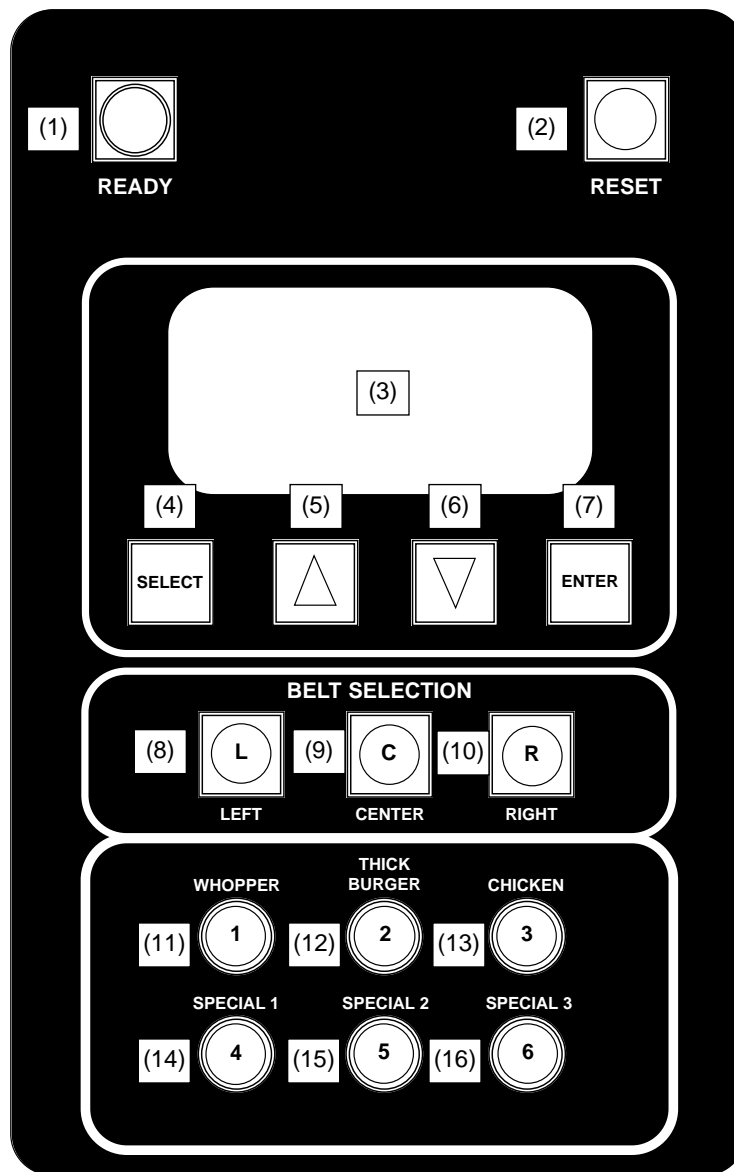 (1)
(2)
READY
RESET
(3)
(4)
(5)
(6)
(7)
SELECT
ENTER
BELT SELECTION
(8)
L
(9)
C
(10)
R
LEFT
CENTER
RIGHT
WHOPPER
THICK
BURGER
CHICKEN
(11)
1
(12)
2
(13)
3
SPECIAL 1
SPECIAL 2
SPECIAL 3
(14)
4
(15)
5
(16)
6